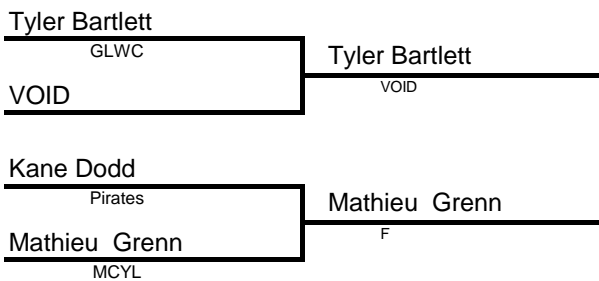 Tyler Bartlett
GLWC
Tyler Bartlett
VOID
VOID
Kane Dodd
Pirates
Mathieu Grenn
F
Mathieu Grenn
MCYL